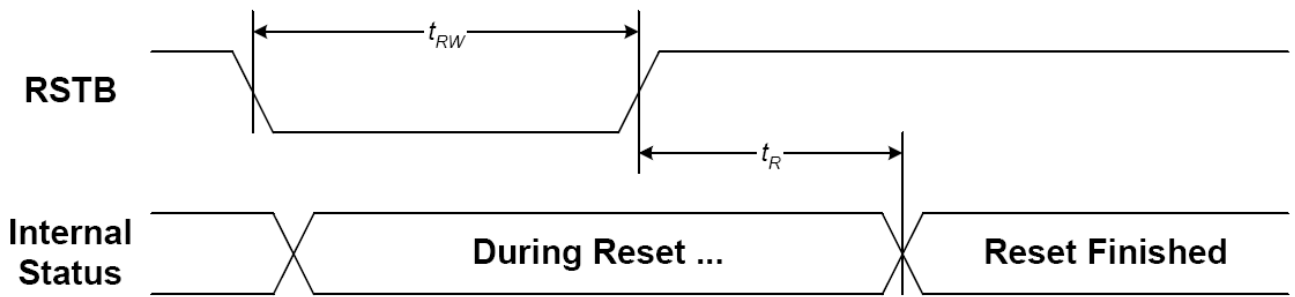 t_RW
RSTB
t_R
Internal
Status
During Reset ...
Reset Finished